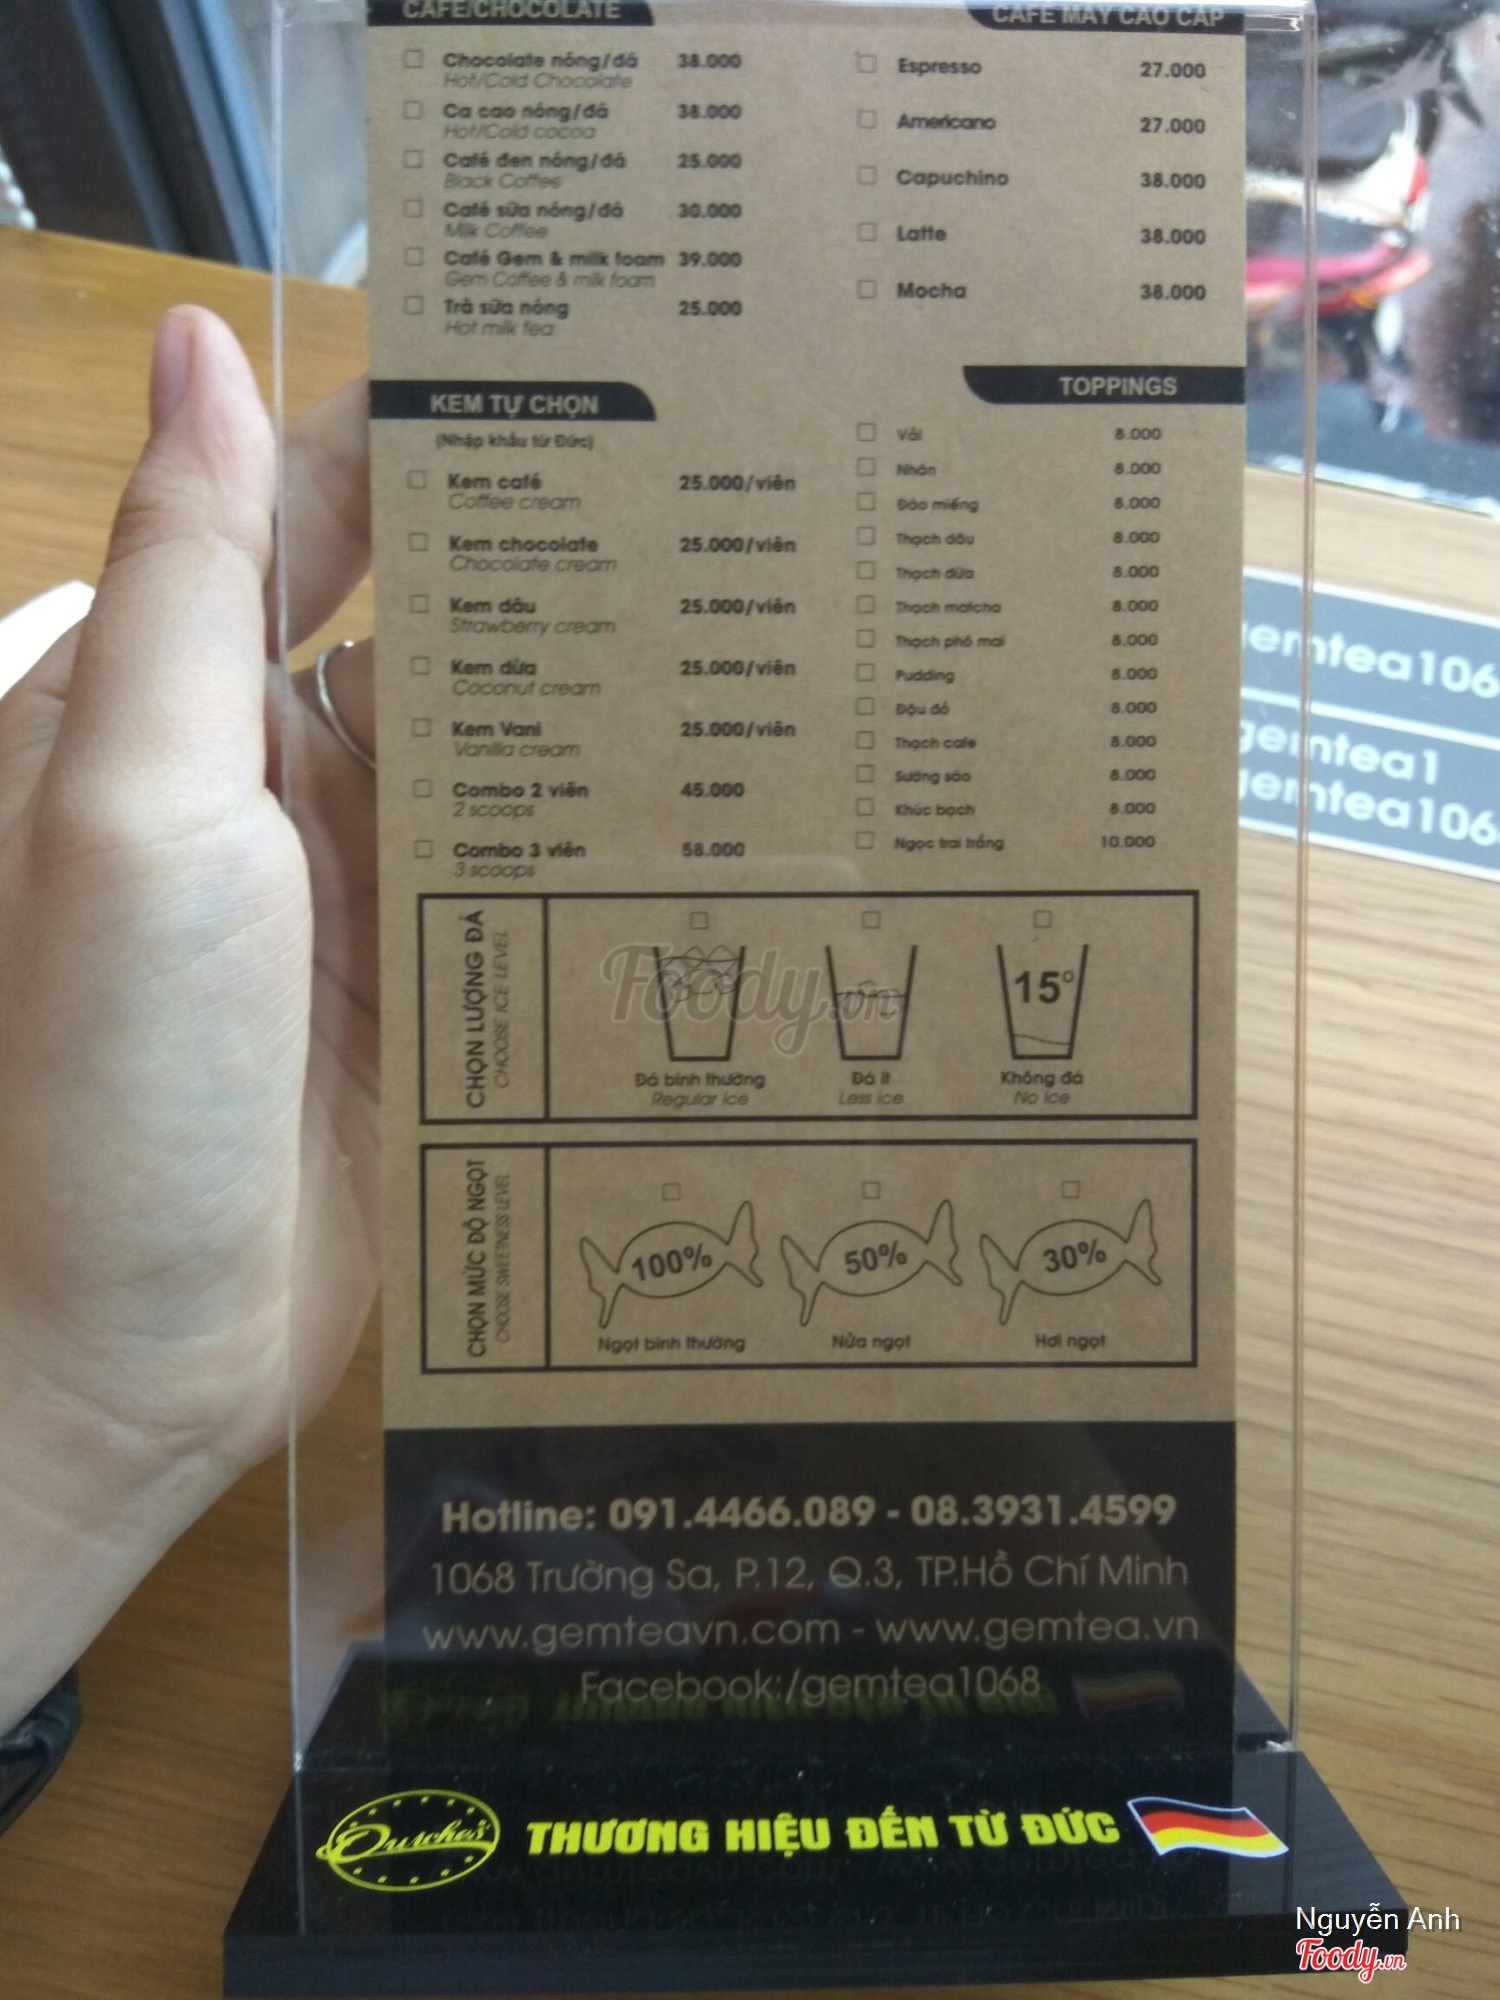 CAFE/CHOCOLATE
Chocolate nóng/đá 38.000
Hot/Cold Chocolate
Ca cao nóng/đá 38.000
Hot/Cold cocoa
Café đen nóng/đá 25.000
Black Coffee
Café sữa nóng/đá 30.000
Milk Coffee
Café Gem & milk foam 39.000
Gem Coffee & milk foam
Trà sữa nóng 25.000
Hot milk tea
CAFE MÁY CAO CẤP
Espresso 27.000
Americano 27.000
Capuchino 38.000
Latte 38.000
Mocha 38.000
KEM TỰ CHỌN
(Nhập khẩu từ Đức)
Kem café 25.000/viên
Coffee cream
Kem chocolate 25.000/viên
Chocolate cream
Kem dâu 25.000/viên
Strawberry cream
Kem dừa 25.000/viên
Coconut cream
Kem Vani 25.000/viên
Vanilla cream
Combo 2 viên 45.000
2 scoops
Combo 3 viên 58.000
3 scoops
TOPPINGS
Vải 8.000
Nhãn 8.000
Đào miếng 8.000
Thạch dâu 8.000
Thạch dừa 8.000
Thạch matcha 8.000
Thạch phô mai 8.000
Pudding 8.000
Đậu đỏ 8.000
Thạch cafe 8.000
Sương sáo 8.000
Khúc bạch 8.000
Ngọc trai trắng 10.000
CHỌN LƯỢNG ĐÁ
CHOOSE ICE LEVEL
15°
Đá bình thường
Regular ice
Đá ít
Less ice
Không đá
No ice
CHỌN MỨC ĐỘ NGỌT
CHOOSE SWEETNESS LEVEL
100% 50% 30%
Ngọt bình thường
Nửa ngọt
Hơi ngọt
Hotline: 091.4466.089 - 08.3931.4599
1068 Trường Sa, P.12, Q.3, TP.Hồ Chí Minh
www.gemteavn.com - www.gemtea.vn
Facebook:/gemtea1068
THƯƠNG HIỆU ĐẾN TỪ ĐỨC
gemtea106
gemtea1
gemtea106
Foody.vn
Nguyễn Anh
Foody.vn